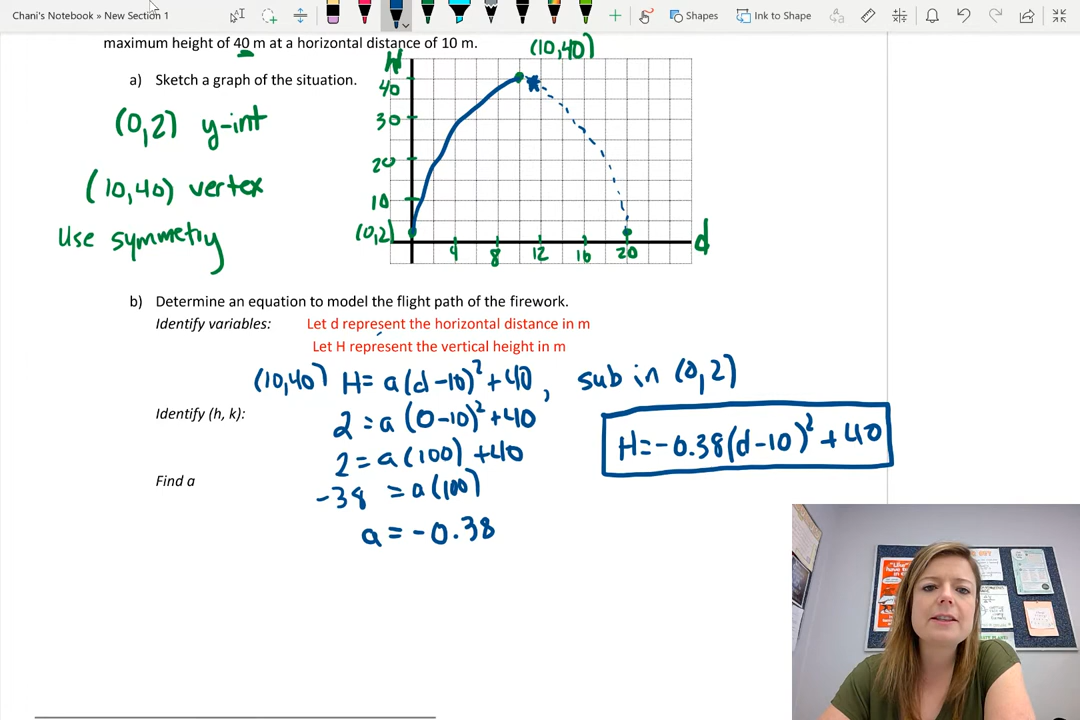 Chani's Notebook » New Section 1
Shapes
Ink to Shape
maximum height of 40 m at a horizontal distance of 10 m.
(10,40)
a) Sketch a graph of the situation.
H
40
(0,2) y-int
30
20
(10,40) vertex
10
Use symmetry
(0,2)
4 8 12 16 20
d
b) Determine an equation to model the flight path of the firework.
Identify variables: Let d represent the horizontal distance in m
Let H represent the vertical height in m
(10,40) H = a(d-10)² + 40, sub in (0,2)
Identify (h, k): 2 = a(0-10)² + 40
H = -0.38(d-10)² + 40
2 = a(100) + 40
Find a
-38 = a(100)
a = -0.38